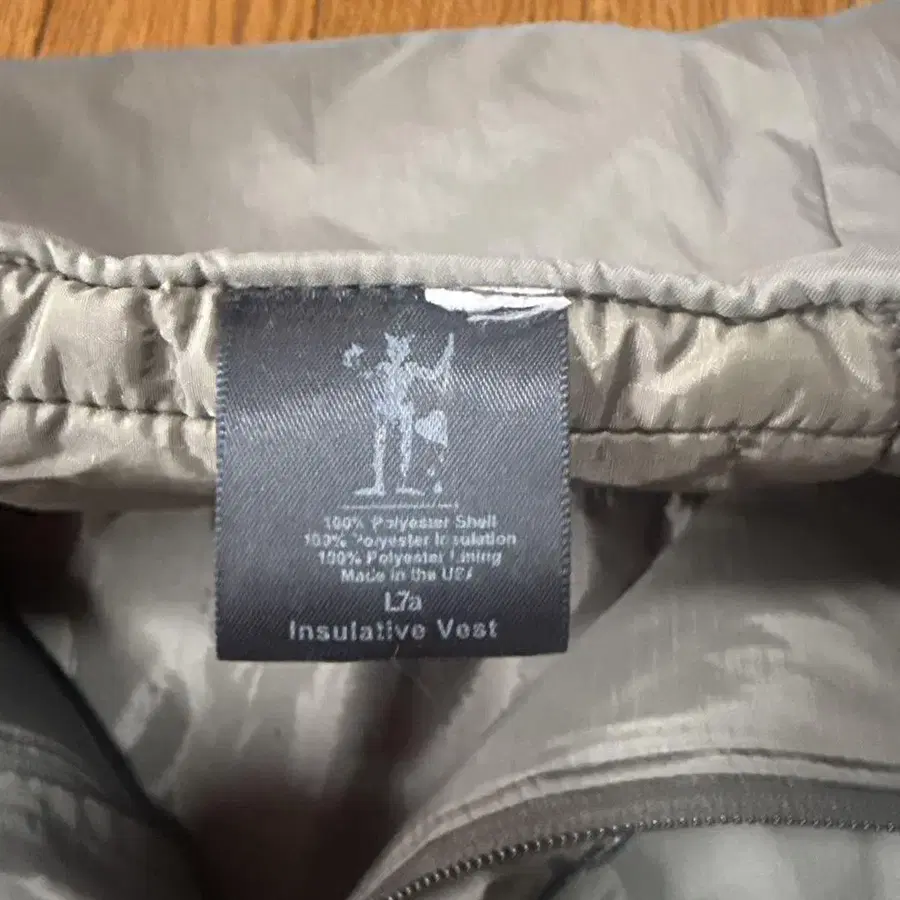 100% Polyester Shell
100% Polyester Insulation
100% Polyester Lining
Made in the USA
L7a
Insulative Vest